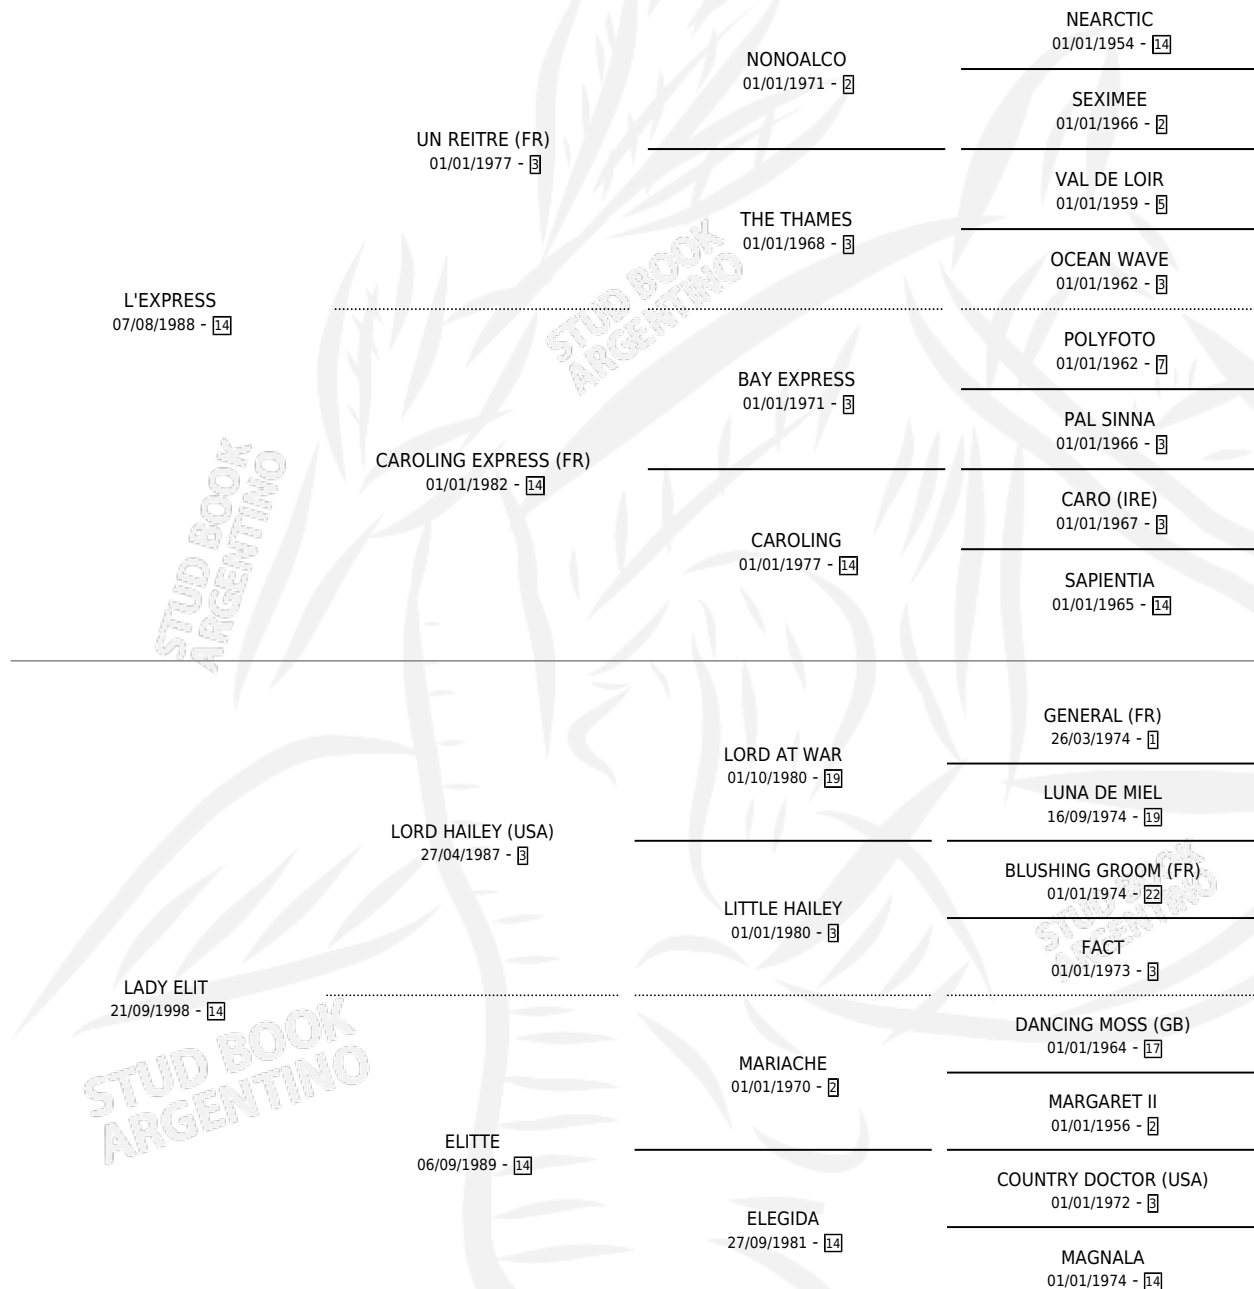 NEARCTIC
01/01/1954 - 14
NONOALCO
01/01/1971 - 2
SEXIMEE
01/01/1966 - 2
UN REITRE (FR)
01/01/1977 - 3
VAL DE LOIR
01/01/1959 - 5
THE THAMES
01/01/1968 - 3
OCEAN WAVE
01/01/1962 - 3
L'EXPRESS
07/08/1988 - 14
POLYFOTO
01/01/1962 - 7
BAY EXPRESS
01/01/1971 - 3
PAL SINNA
01/01/1966 - 3
CAROLING EXPRESS (FR)
01/01/1982 - 14
CARO (IRE)
01/01/1967 - 3
CAROLING
01/01/1977 - 14
SAPIENTIA
01/01/1965 - 14
GENERAL (FR)
26/03/1974 - 1
LORD AT WAR
01/10/1980 - 19
LUNA DE MIEL
16/09/1974 - 19
LORD HAILEY (USA)
27/04/1987 - 3
BLUSHING GROOM (FR)
01/01/1974 - 22
LITTLE HAILEY
01/01/1980 - 3
FACT
01/01/1973 - 3
LADY ELIT
21/09/1998 - 14
DANCING MOSS (GB)
01/01/1964 - 17
MARIACHE
01/01/1970 - 2
MARGARET II
01/01/1956 - 2
ELITTE
06/09/1989 - 14
COUNTRY DOCTOR (USA)
01/01/1972 - 3
ELEGIDA
27/09/1981 - 14
MAGNALA
01/01/1974 - 14
STUD BOOK
ARGENTINO
STUD BOOK
ARGENTINO
STUD BOOK
ARGENTINO
STUD BOOK
ARGENTINO